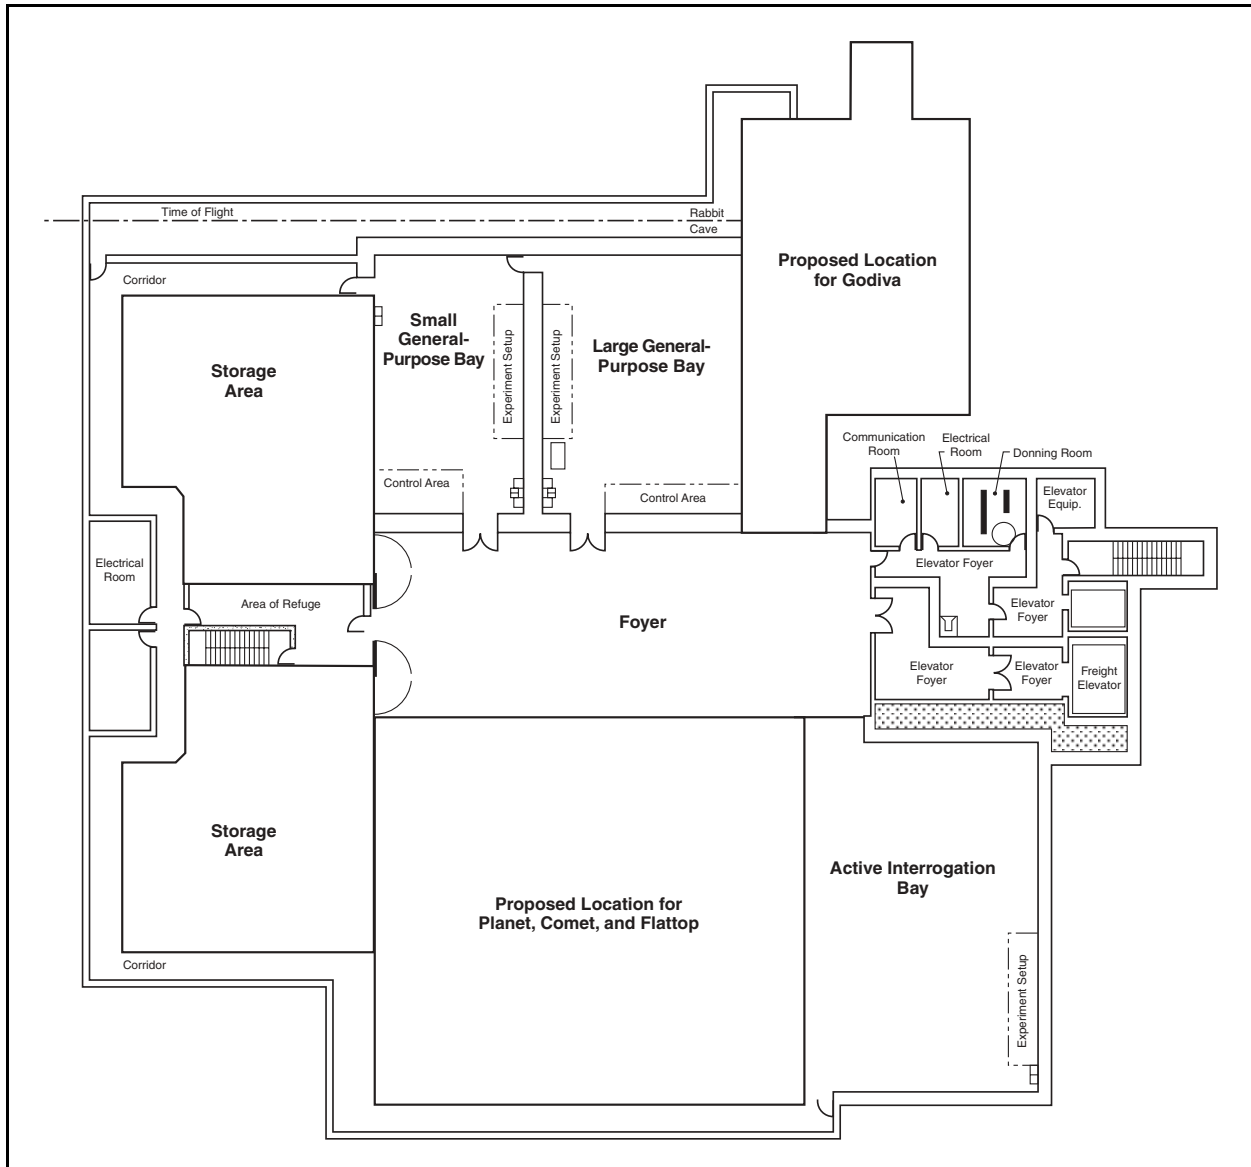 Time of Flight
Rabbit
Cave
Corridor
Proposed Location
for Godiva
Small
General-
Purpose Bay
Experiment Setup
Experiment Setup
Large General-
Purpose Bay
Storage
Area
Control Area
Control Area
Communication
Room
Electrical
Room
Donning Room
Elevator
Equip.
Electrical
Room
Elevator Foyer
Area of Refuge
Foyer
Elevator
Foyer
Elevator
Foyer
Elevator
Foyer
Freight
Elevator
Storage
Area
Proposed Location for
Planet, Comet, and Flattop
Active Interrogation
Bay
Experiment Setup
Corridor